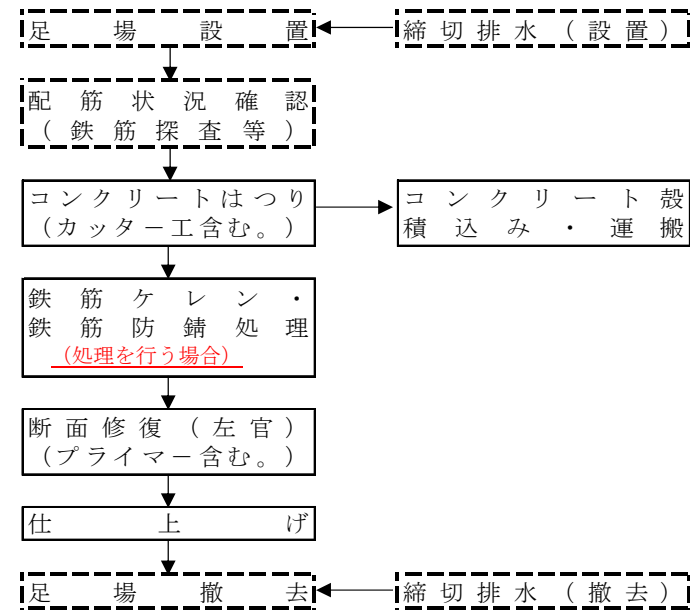 足場設置
締切排水（設置）
配筋状況確認
（鉄筋探査等）
コンクリートはつり
（カッター工含む。）
コンクリート殻
積込み・運搬
鉄筋ケレン・
鉄筋防錆処理
（処理を行う場合）
断面修復（左官）
（プライマー含む。）
仕上げ
足場撤去
締切排水（撤去）